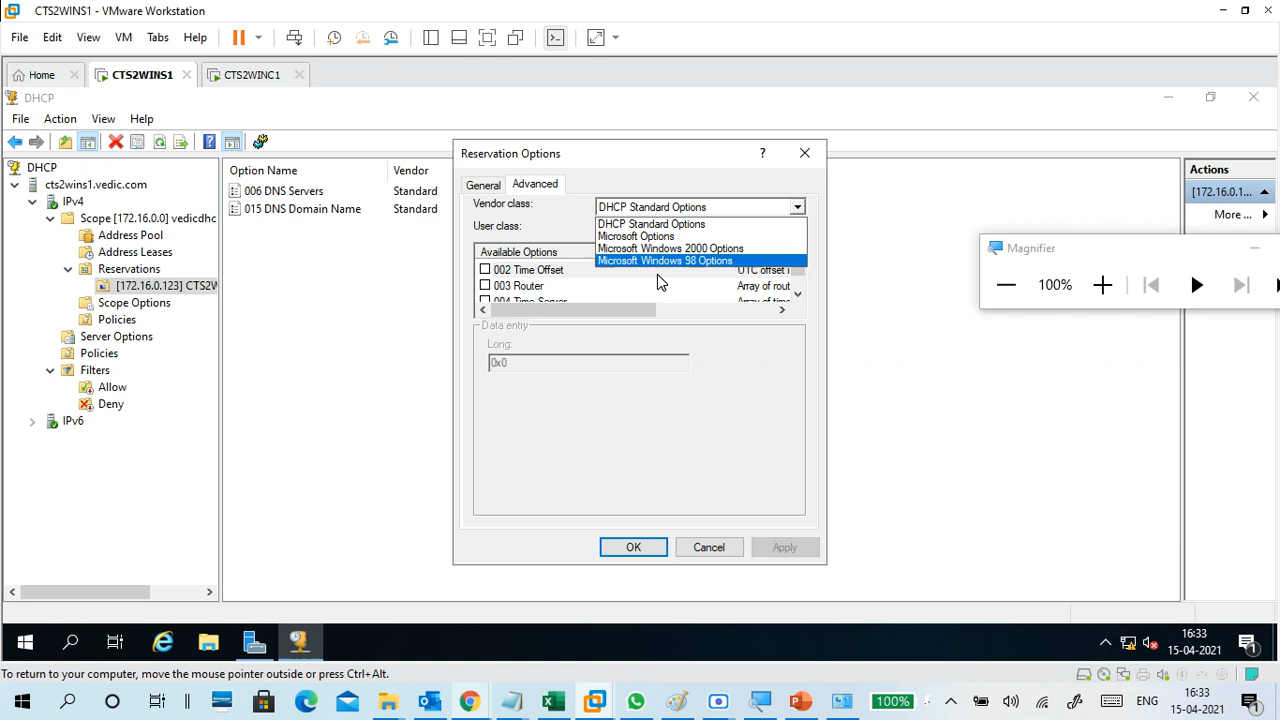 CTS2WINS1 - VMware Workstation
File Edit View VM Tabs Help
Home CTS2WINS1 CTS2WINC1
DHCP
File Action View Help
DHCP
cts2wins1.vedic.com
IPv4
Scope [172.16.0.0] vedicdhc
Address Pool
Address Leases
Reservations
[172.16.0.123] CTS2W
Scope Options
Policies
Server Options
Policies
Filters
Allow
Deny
IPv6
Option Name Vendor
006 DNS Servers Standard
015 DNS Domain Name Standard
Reservation Options
General Advanced
Vendor class: DHCP Standard Options
DHCP Standard Options
Microsoft Options
Microsoft Windows 2000 Options
Microsoft Windows 98 Options
User class:
Available Options
002 Time Offset UTC offset i
003 Router Array of rout
004 Time Server Array of time
Data entry
Long:
0x0
OK Cancel Apply
Actions
[172.16.0.1...
More ...
Magnifier
100%
16:33
15-04-2021
To return to your computer, move the mouse pointer outside or press Ctrl+Alt.
100% ENG 16:33
15-04-2021